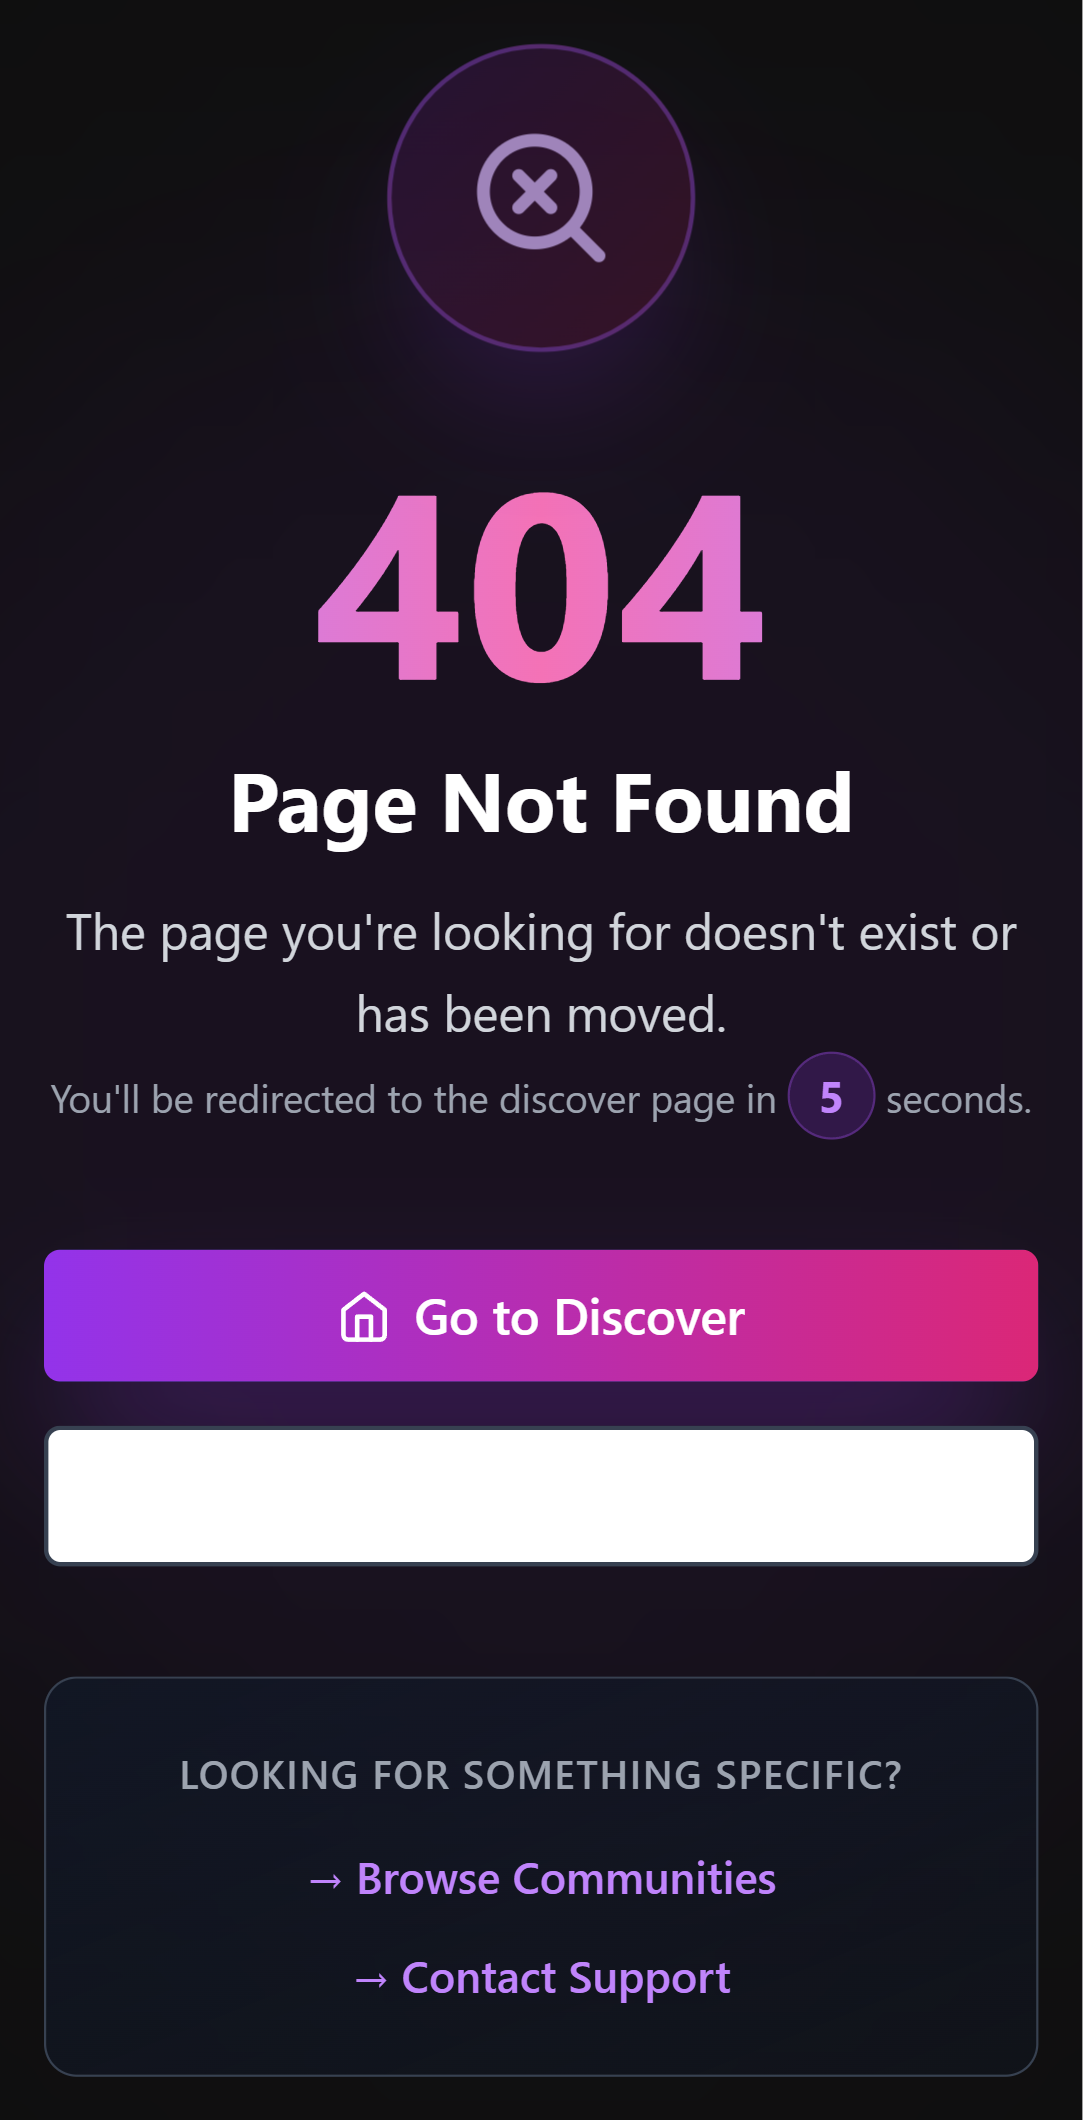 404
Page Not Found
The page you're looking for doesn't exist or
has been moved.
You'll be redirected to the discover page in 5 seconds.
Go to Discover
LOOKING FOR SOMETHING SPECIFIC?
→ Browse Communities
→ Contact Support